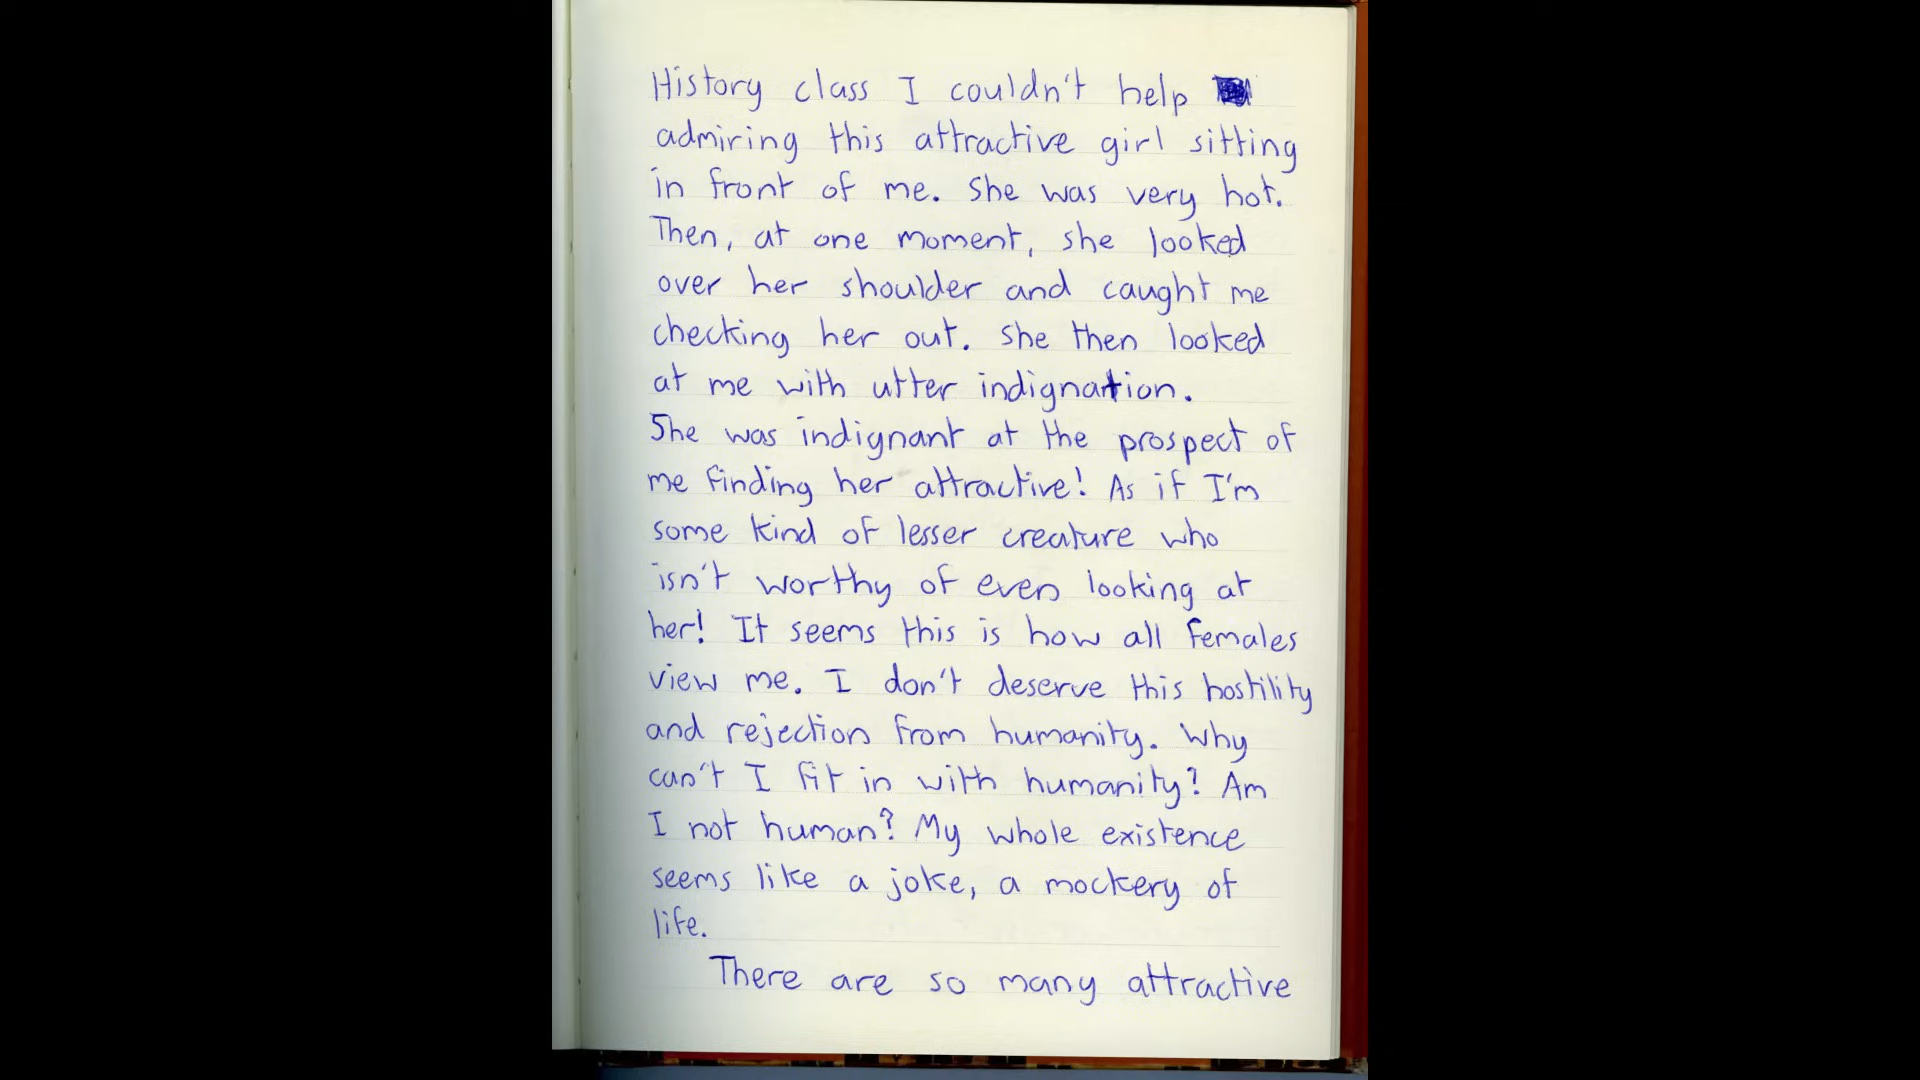 History class I couldn't help
admiring this attractive girl sitting
in front of me. She was very hot.
Then, at one moment, she looked
over her shoulder and caught me
checking her out. She then looked
at me with utter indignation.
She was indignant at the prospect of
me finding her attractive! As if I'm
some kind of lesser creature who
isn't worthy of even looking at
her! It seems this is how all females
view me. I don't deserve this hostility
and rejection from humanity. Why
can't I fit in with humanity? Am
I not human? My whole existence
seems like a joke, a mockery of
life.
There are so many attractive